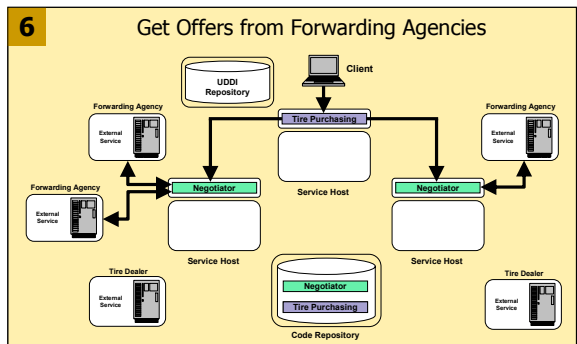 6
Get Offers from Forwarding Agencies
UDDI
Repository
Client
Tire Purchasing
Service Host
Forwarding Agency
External
Service
Forwarding Agency
External
Service
Negotiator
Service Host
Tire Dealer
External
Service
Negotiator
Tire Purchasing
Code Repository
Forwarding Agency
External
Service
Negotiator
Service Host
Tire Dealer
External
Service